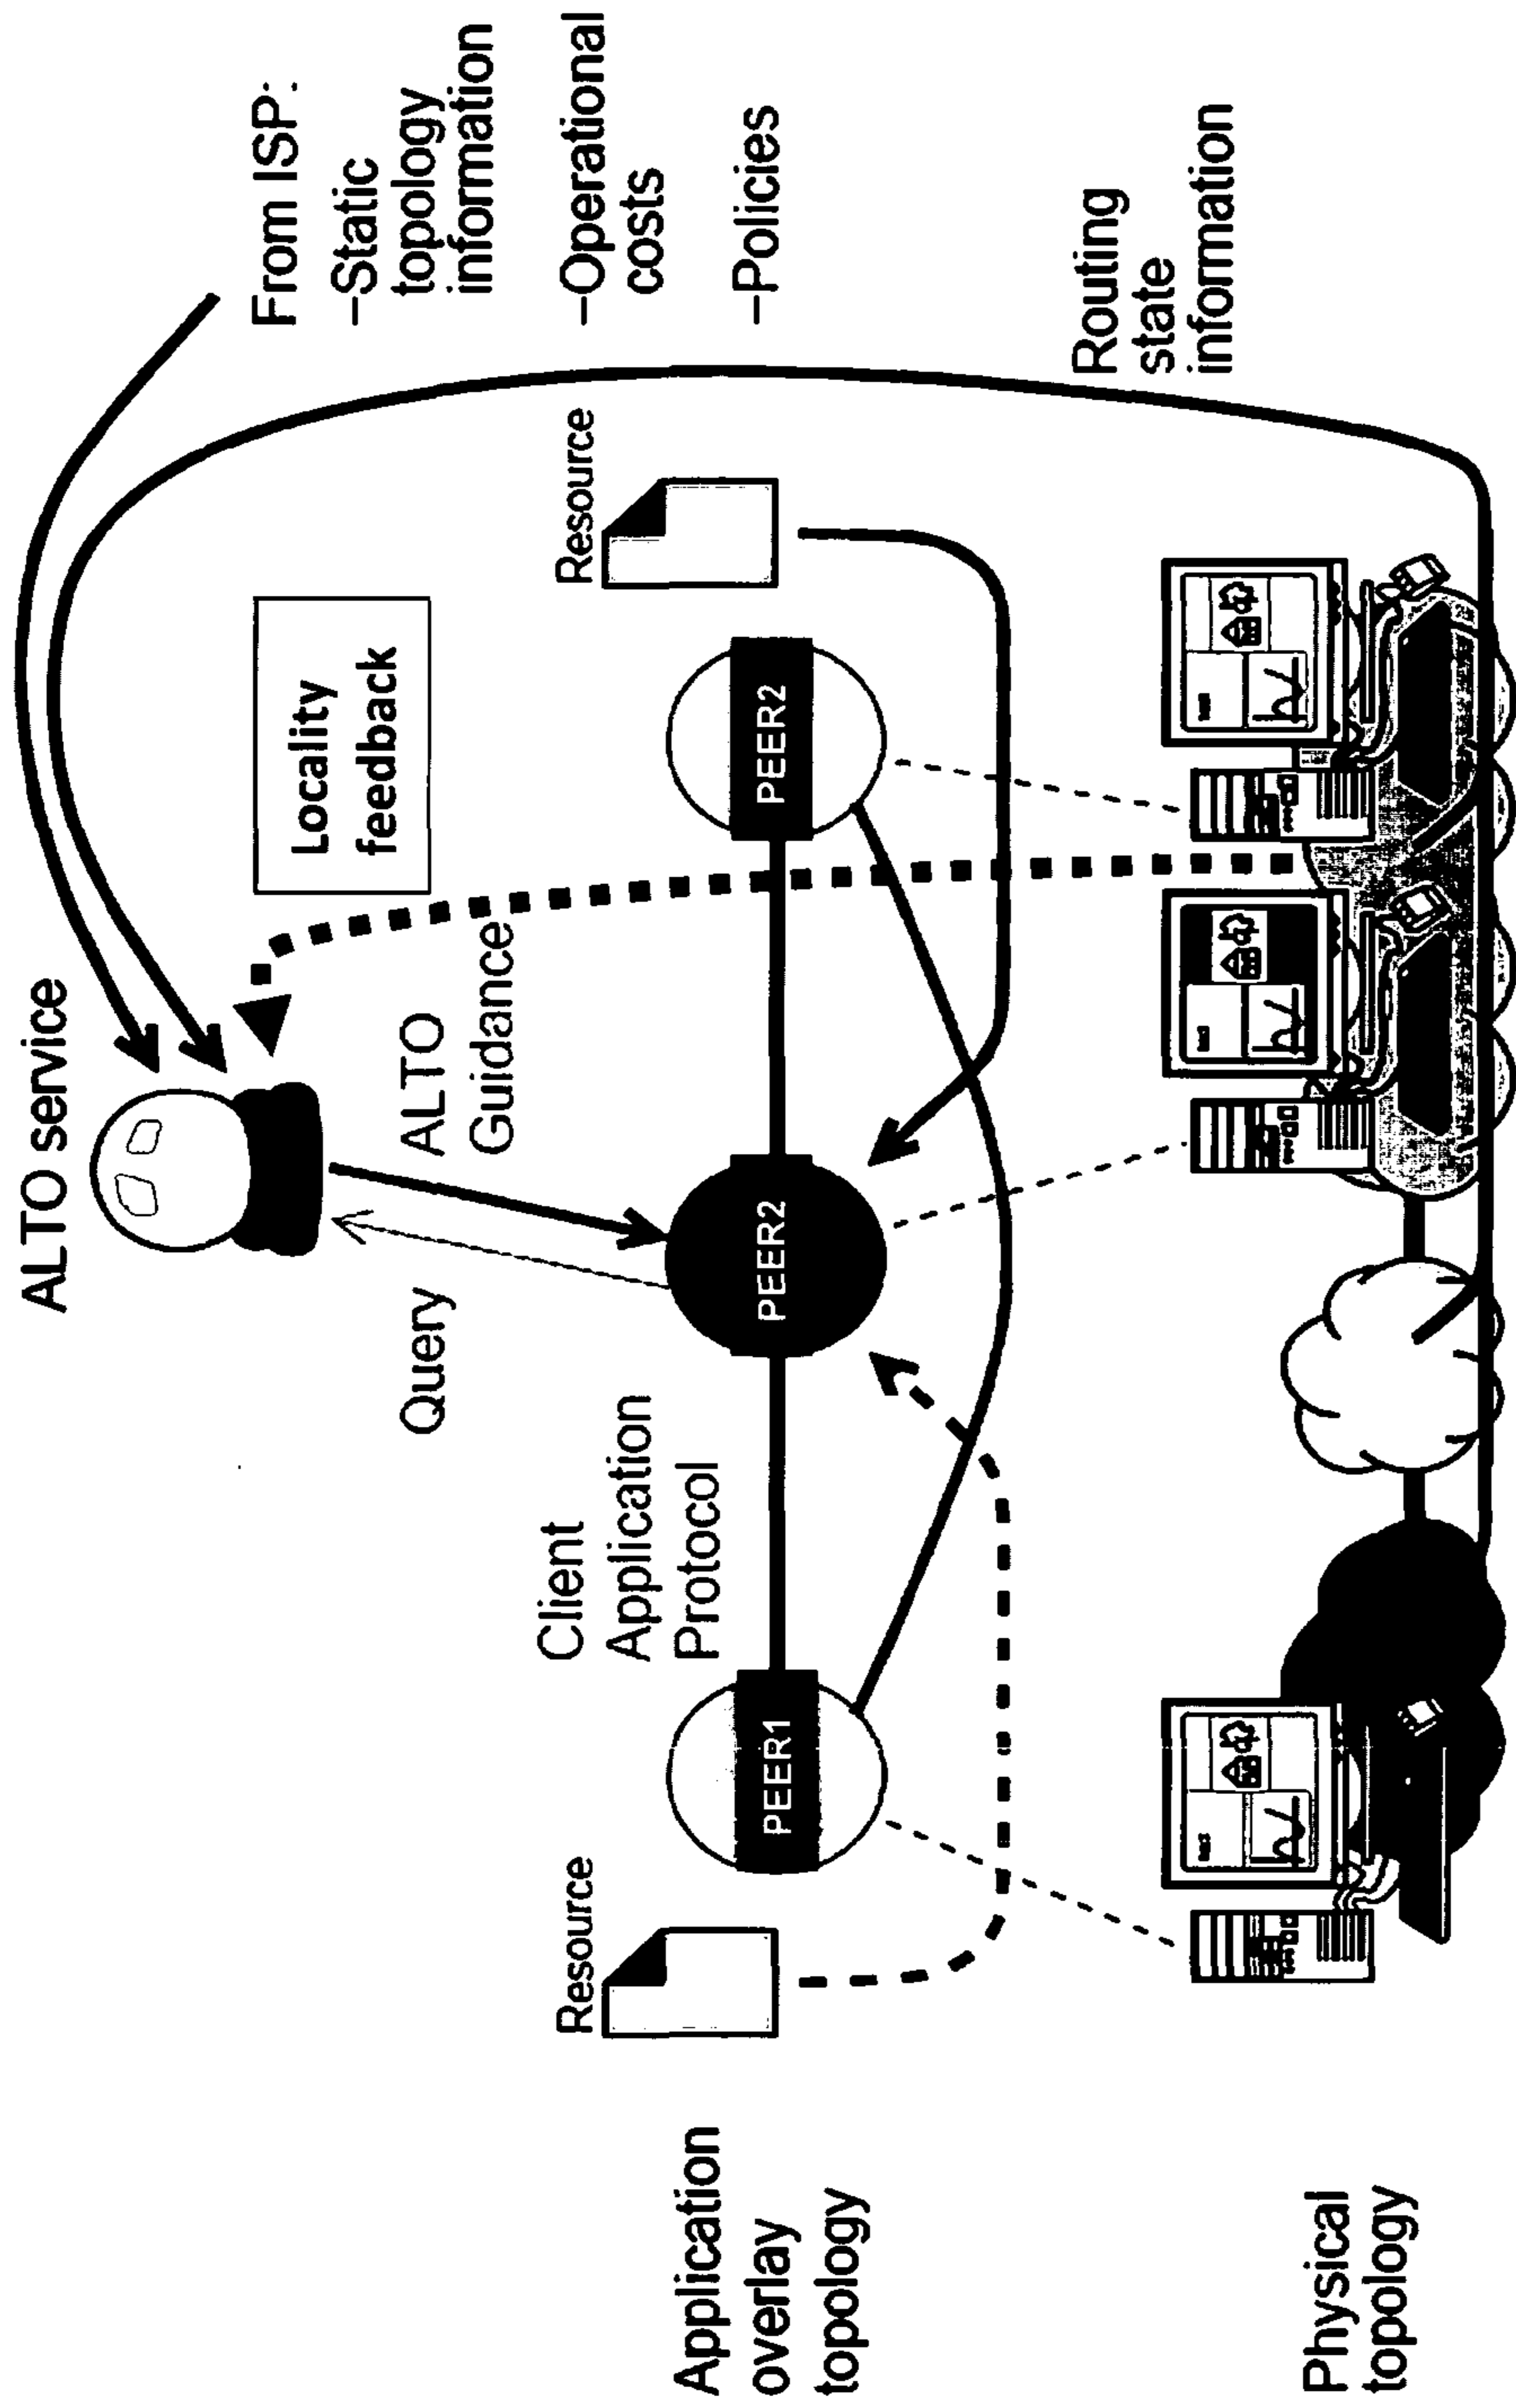 ALTO service
From ISP:
–Static
topology
information
–Operational
costs
–Policies
Locality
feedback
Query
ALTO
Guidance
Client
Application
Protocol
Resource
Resource
Application
overlay
topology
PEER1
PEER2
PEER2
Routing
state
information
Physical
topology